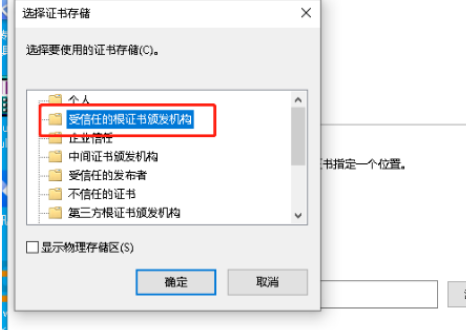 选择证书存储
选择要使用的证书存储(C)。
个人
受信任的根证书颁发机构
企业信任
中间证书颁发机构
受信任的发布者
不信任的证书
第三方根证书颁发机构
书指定一个位置。
显示物理存储区(S)
确定
取消